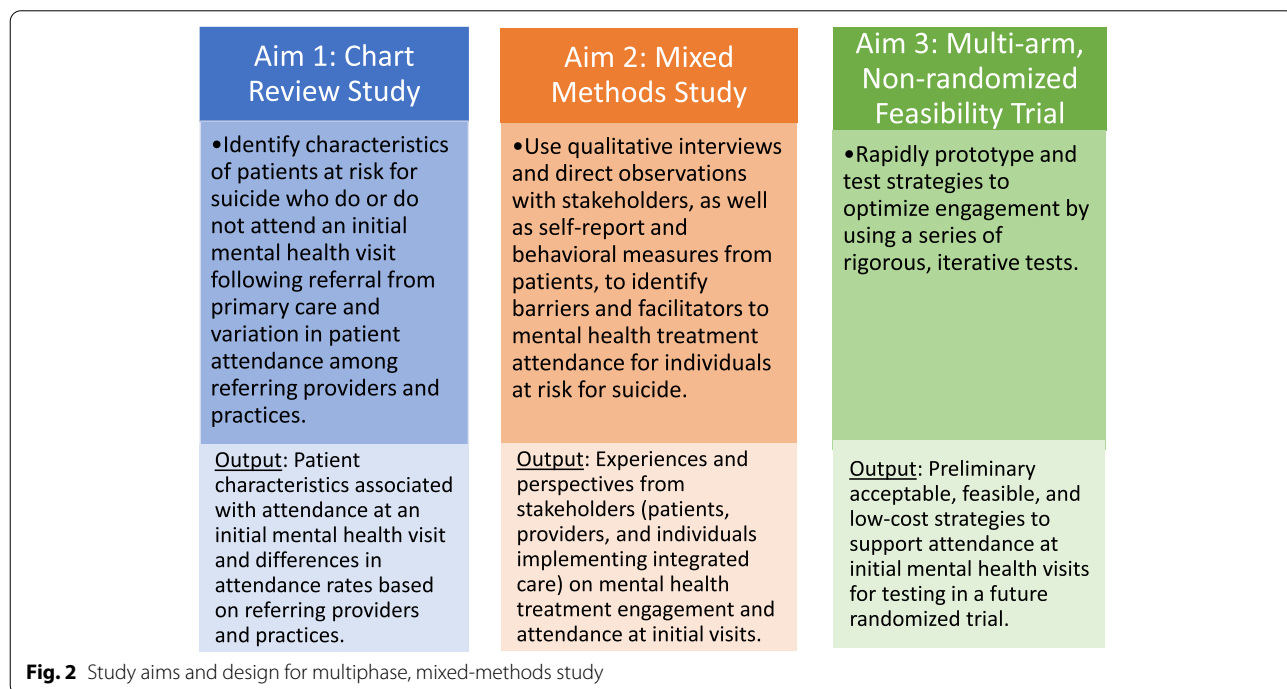 Aim 1: Chart
Review Study
•Identify characteristics
of patients at risk for
suicide who do or do
not attend an initial
mental health visit
following referral from
primary care and
variation in patient
attendance among
referring providers and
practices.
Output: Patient
characteristics associated
with attendance at an
initial mental health visit
and differences in
attendance rates based
on referring providers
and practices.
Aim 2: Mixed
Methods Study
•Use qualitative interviews
and direct observations
with stakeholders, as well
as self-report and
behavioral measures from
patients, to identify
barriers and facilitators to
mental health treatment
attendance for individuals
at risk for suicide.
Output: Experiences and
perspectives from
stakeholders (patients,
providers, and individuals
implementing integrated
care) on mental health
treatment engagement and
attendance at initial visits.
Aim 3: Multi-arm,
Non-randomized
Feasibility Trial
•Rapidly prototype and
test strategies to
optimize engagement by
using a series of
rigorous, iterative tests.
Output: Preliminary
acceptable, feasible, and
low-cost strategies to
support attendance at
initial mental health visits
for testing in a future
randomized trial.
Fig. 2 Study aims and design for multiphase, mixed-methods study